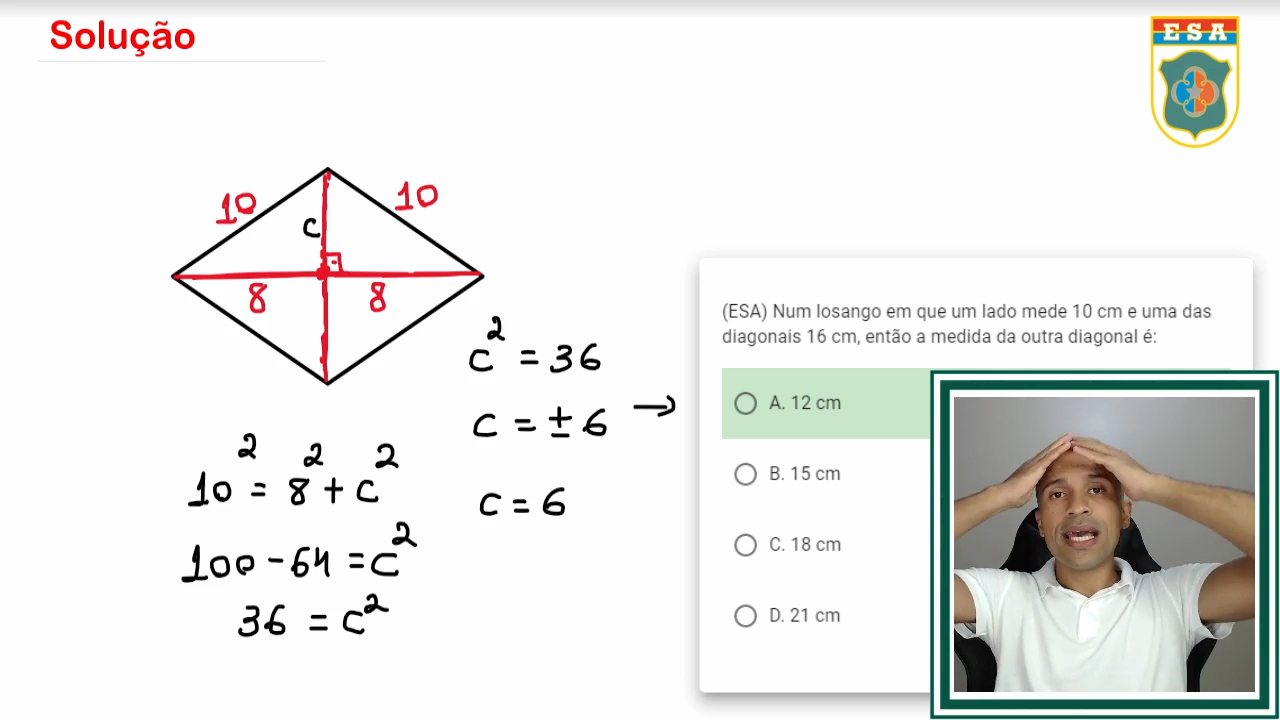 Solução
ESA
10
10
c
8
8
c² = 36
c = ± 6 →
c = 6
10² = 8² + c²
100 - 64 = c²
36 = c²
(ESA) Num losango em que um lado mede 10 cm e uma das
diagonais 16 cm, então a medida da outra diagonal é:
A. 12 cm
B. 15 cm
C. 18 cm
D. 21 cm